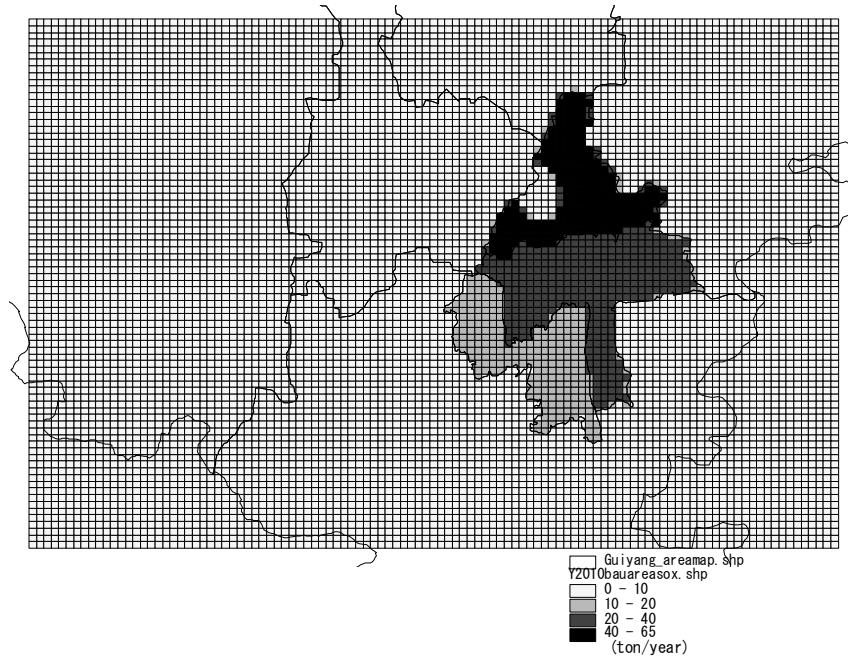 Guiyang_areamap.shp
Y2010bauareasox.shp
0 - 10
10 - 20
20 - 40
40 - 65
(ton/year)